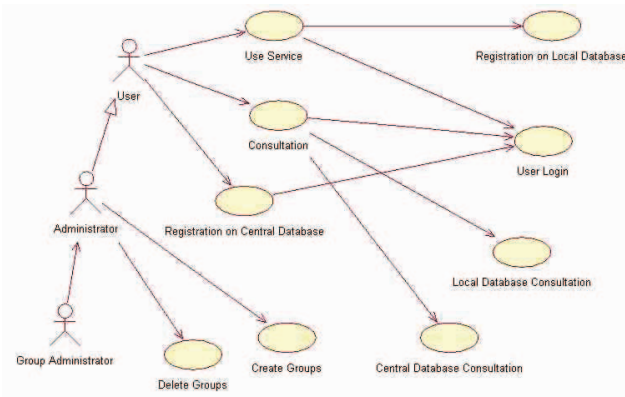 Use Service
Registration on Local Database
User
Consultation
User Login
Registration on Central Database
Administrator
Local Database Consultation
Group Administrator
Delete Groups
Create Groups
Central Database Consultation